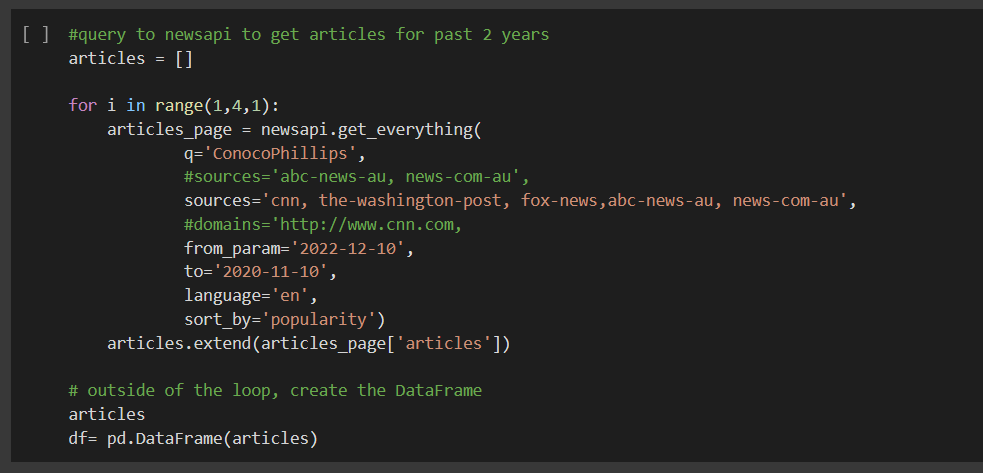 [ ] #query to newsapi to get articles for past 2 years
articles = []
for i in range(1,4,1):
articles_page = newsapi.get_everything(
q='ConocoPhillips',
#sources='abc-news-au, news-com-au',
sources='cnn, the-washington-post, fox-news,abc-news-au, news-com-au',
#domains='http://www.cnn.com,
from_param='2022-12-10',
to='2020-11-10',
language='en',
sort_by='popularity')
articles.extend(articles_page['articles'])
# outside of the loop, create the DataFrame
articles
df= pd.DataFrame(articles)